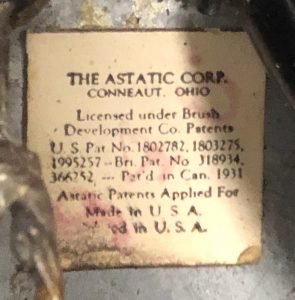 THE ASTATIC CORP.
CONNEAUT, OHIO
Licensed under Brush
Development Co. Patents
U. S. Pat No. 1802782, 1803275,
1995257 - Bri. Pat. No 318934,
366252 --- Pat'd in Can. 1931
Astatic Patents Applied For
Made in U S A.
in U. S. A.